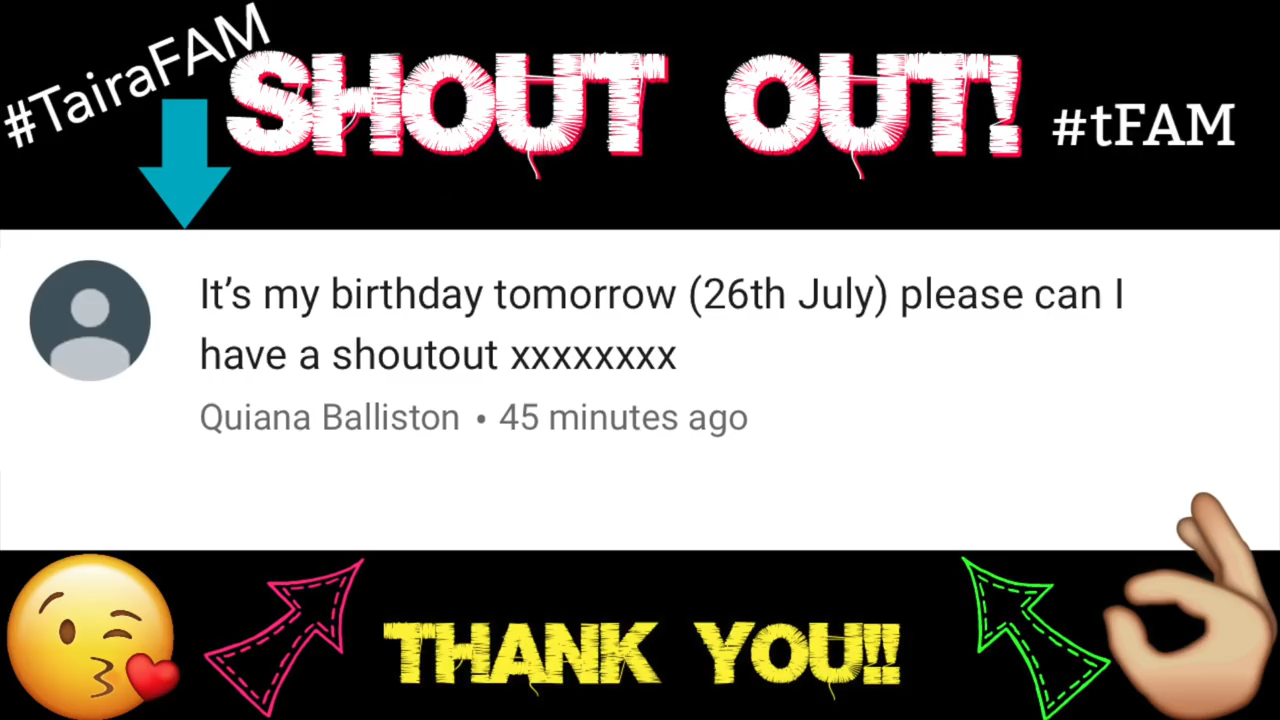 #TairaFAM
SHOUT OUT!
#tFAM
It’s my birthday tomorrow (26th July) please can I
have a shoutout xxxxxxxx
Quiana Balliston • 45 minutes ago
THANK YOU!!